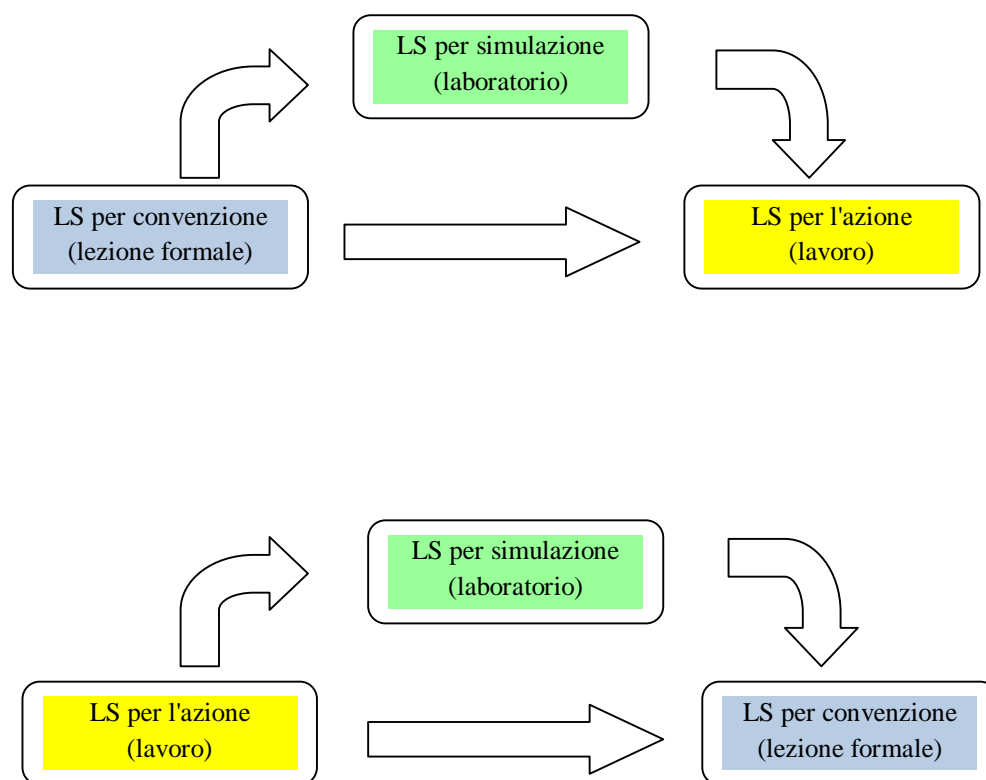 LS per simulazione
(laboratorio)
LS per convenzione
(lezione formale)
LS per l'azione
(lavoro)
LS per simulazione
(laboratorio)
LS per l'azione
(lavoro)
LS per convenzione
(lezione formale)